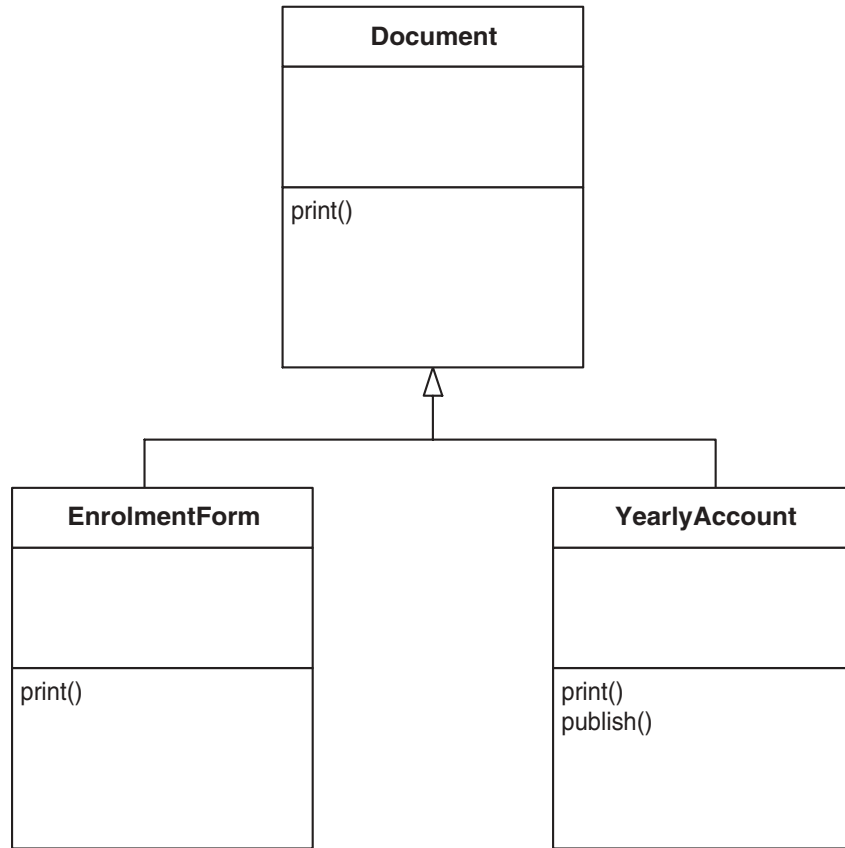 Document
print()
EnrolmentForm
print()
YearlyAccount
print()
publish()